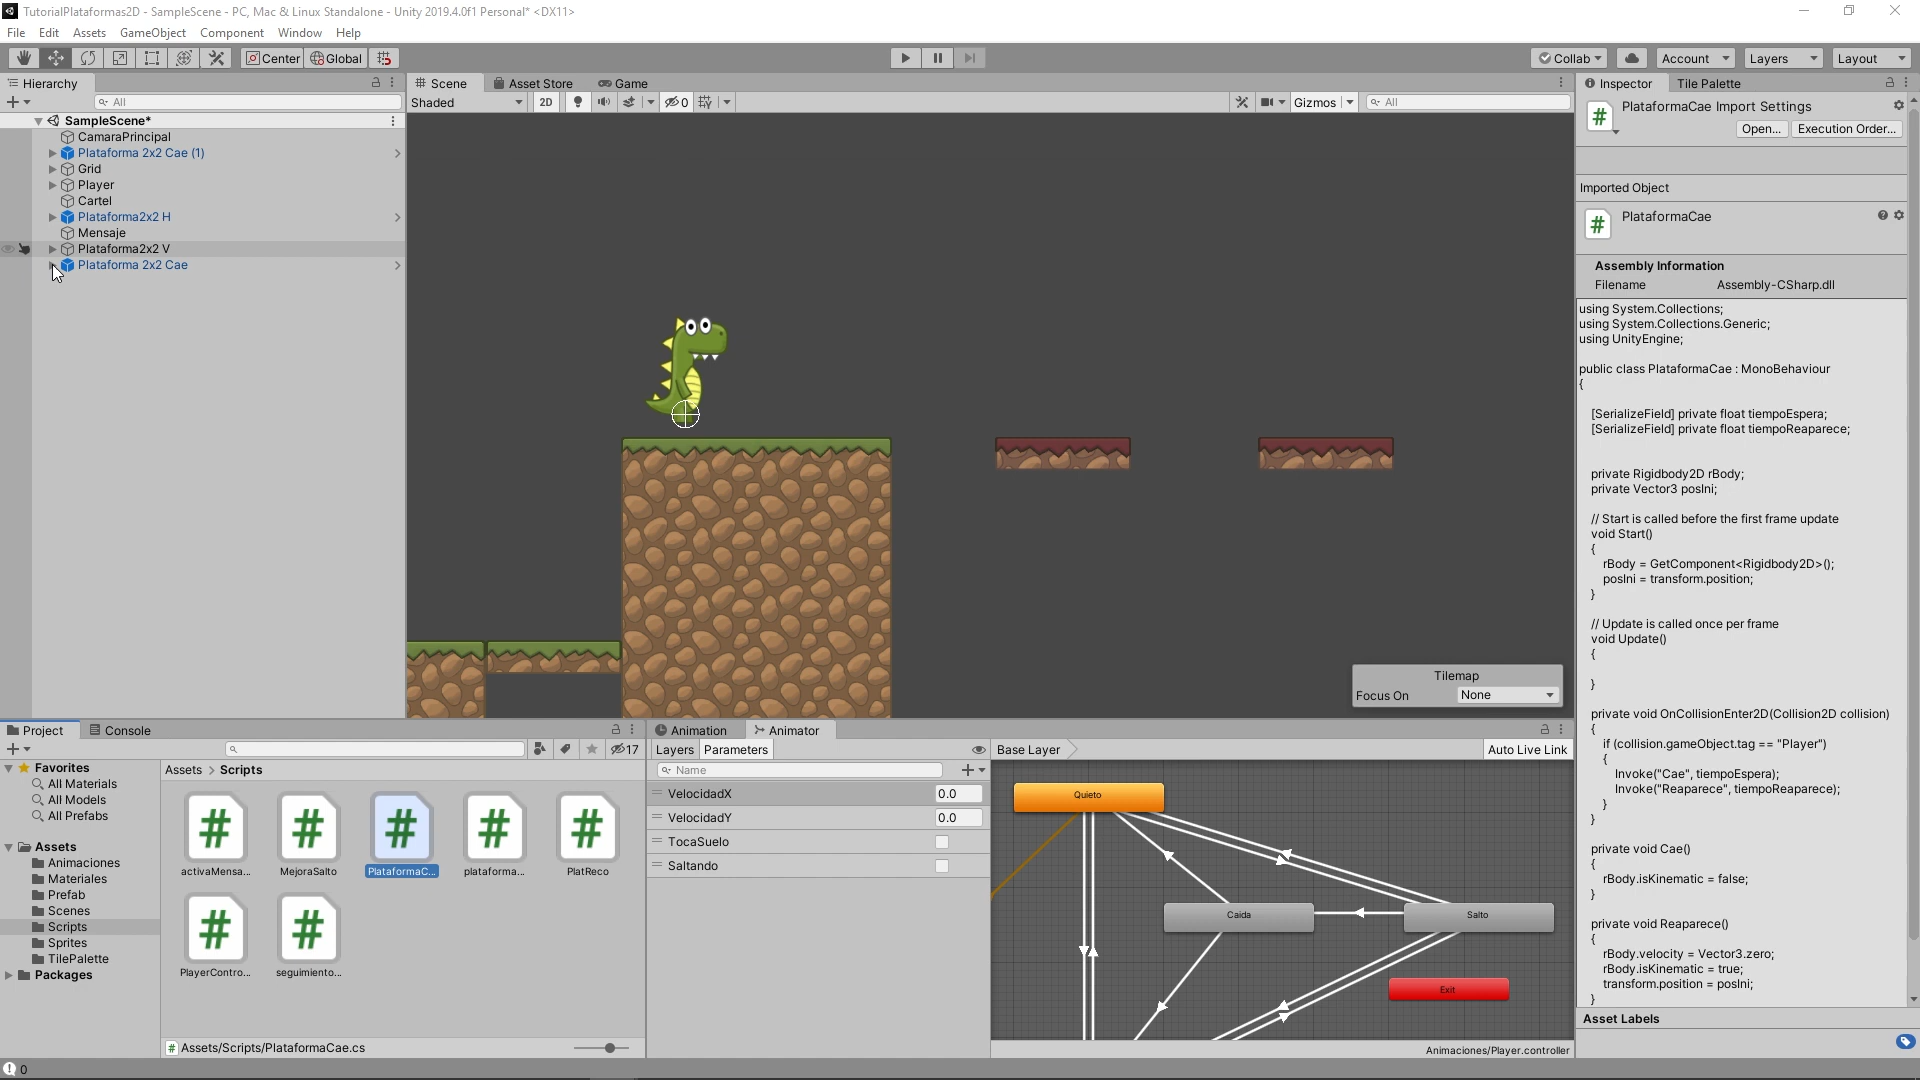 TutorialPlataformas2D - SampleScene - PC, Mac & Linux Standalone - Unity 2019.4.0f1 Personal* <DX11>
File Edit Assets GameObject Component Window Help
Center Global Collab Account Layers Layout
Hierarchy
All
SampleScene*
CamaraPrincipal
Plataforma 2x2 Cae (1)
Grid
Player
Cartel
Plataforma2x2 H
Mensaje
Plataforma2x2 V
Plataforma 2x2 Cae
Scene Asset Store Game
Shaded 2D 0 Gizmos All
Tilemap
Focus On None
Inspector Tile Palette
PlataformaCae Import Settings
Open... Execution Order...
Imported Object
PlataformaCae
Assembly Information
Filename Assembly-CSharp.dll
using System.Collections;
using System.Collections.Generic;
using UnityEngine;
public class PlataformaCae : MonoBehaviour
{
[SerializeField] private float tiempoEspera;
[SerializeField] private float tiempoReaparece;
private Rigidbody2D rBody;
private Vector3 posIni;
// Start is called before the first frame update
void Start()
{
rBody = GetComponent<Rigidbody2D>();
posIni = transform.position;
}
// Update is called once per frame
void Update()
{
}
private void OnCollisionEnter2D(Collision2D collision)
{
if (collision.gameObject.tag == "Player")
{
Invoke("Cae", tiempoEspera);
Invoke("Reaparece", tiempoReaparece);
}
}
private void Cae()
{
rBody.isKinematic = false;
}
private void Reaparece()
{
rBody.velocity = Vector3.zero;
rBody.isKinematic = true;
transform.position = posIni;
}
Asset Labels
Project Console
17
Favorites
All Materials
All Models
All Prefabs
Assets
Animaciones
Materiales
Prefab
Scenes
Scripts
Sprites
TilePalette
Packages
Assets > Scripts
activaMensa... MejoraSalto PlataformaC... plataforma... PlatReco
PlayerContro... seguimiento...
Assets/Scripts/PlataformaCae.cs
Animation Animator
Layers Parameters Base Layer Auto Live Link
Name
VelocidadX 0.0
VelocidadY 0.0
TocaSuelo
Saltando
Quieto
Caida
Salto
Exit
Animaciones/Player.controller
0